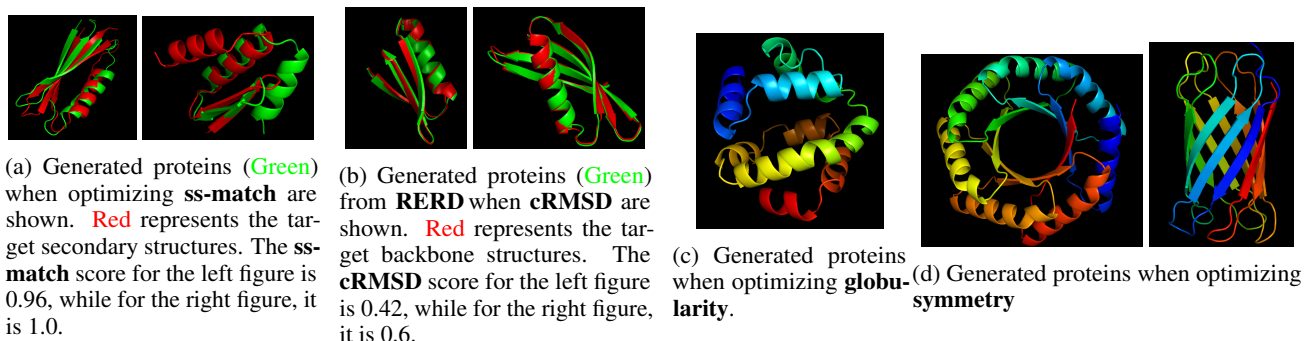 (a) Generated proteins (Green)
when optimizing ss-match are
shown. Red represents the tar-
get secondary structures. The ss-
match score for the left figure is
0.96, while for the right figure, it
is 1.0.
(b) Generated proteins (Green)
from RERD when cRMSD are
shown. Red represents the tar-
get backbone structures. The
cRMSD score for the left figure
is 0.42, while for the right figure,
it is 0.6.
(c) Generated proteins
when optimizing globu-
larity.
(d) Generated proteins when optimizing
symmetry